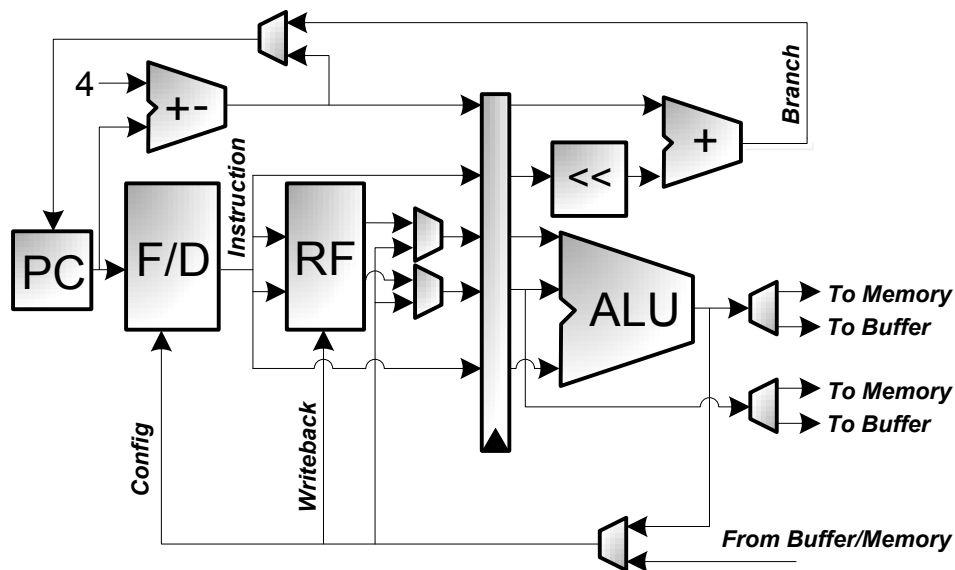 Branch
4
+-
+
Instruction
<<
PC
F/D
RF
ALU
To Memory
To Buffer
To Memory
To Buffer
Config
Writeback
From Buffer/Memory